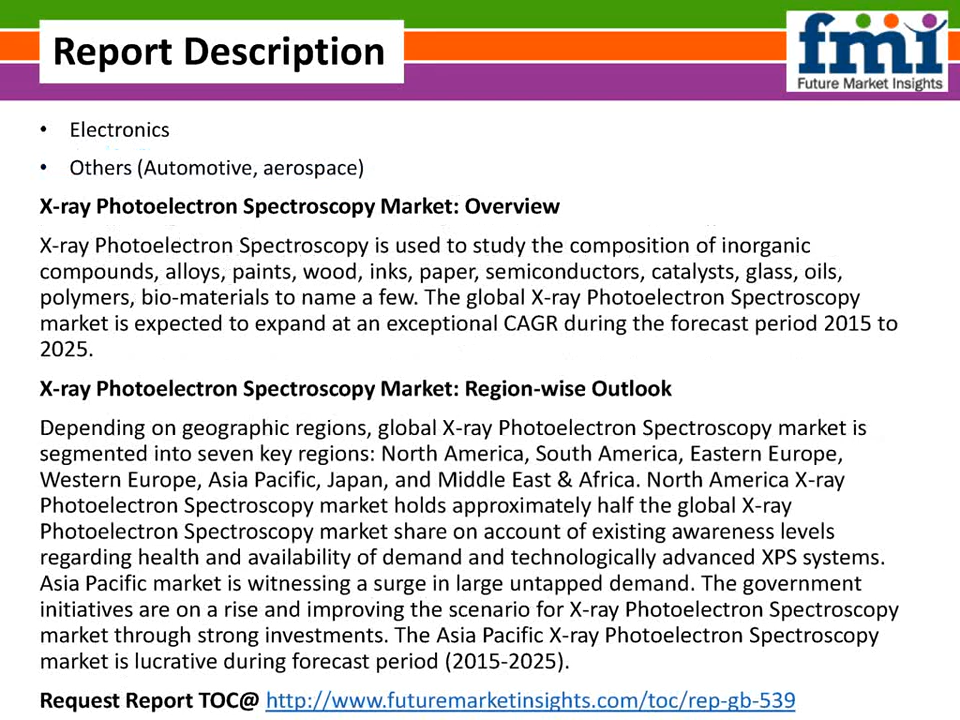 Report Description
fmi
Future Market Insights
• Electronics
• Others (Automotive, aerospace)
X-ray Photoelectron Spectroscopy Market: Overview
X-ray Photoelectron Spectroscopy is used to study the composition of inorganic
compounds, alloys, paints, wood, inks, paper, semiconductors, catalysts, glass, oils,
polymers, bio-materials to name a few. The global X-ray Photoelectron Spectroscopy
market is expected to expand at an exceptional CAGR during the forecast period 2015 to
2025.
X-ray Photoelectron Spectroscopy Market: Region-wise Outlook
Depending on geographic regions, global X-ray Photoelectron Spectroscopy market is
segmented into seven key regions: North America, South America, Eastern Europe,
Western Europe, Asia Pacific, Japan, and Middle East & Africa. North America X-ray
Photoelectron Spectroscopy market holds approximately half the global X-ray
Photoelectron Spectroscopy market share on account of existing awareness levels
regarding health and availability of demand and technologically advanced XPS systems.
Asia Pacific market is witnessing a surge in large untapped demand. The government
initiatives are on a rise and improving the scenario for X-ray Photoelectron Spectroscopy
market through strong investments. The Asia Pacific X-ray Photoelectron Spectroscopy
market is lucrative during forecast period (2015-2025).
Request Report TOC@ http://www.futuremarketinsights.com/toc/rep-gb-539